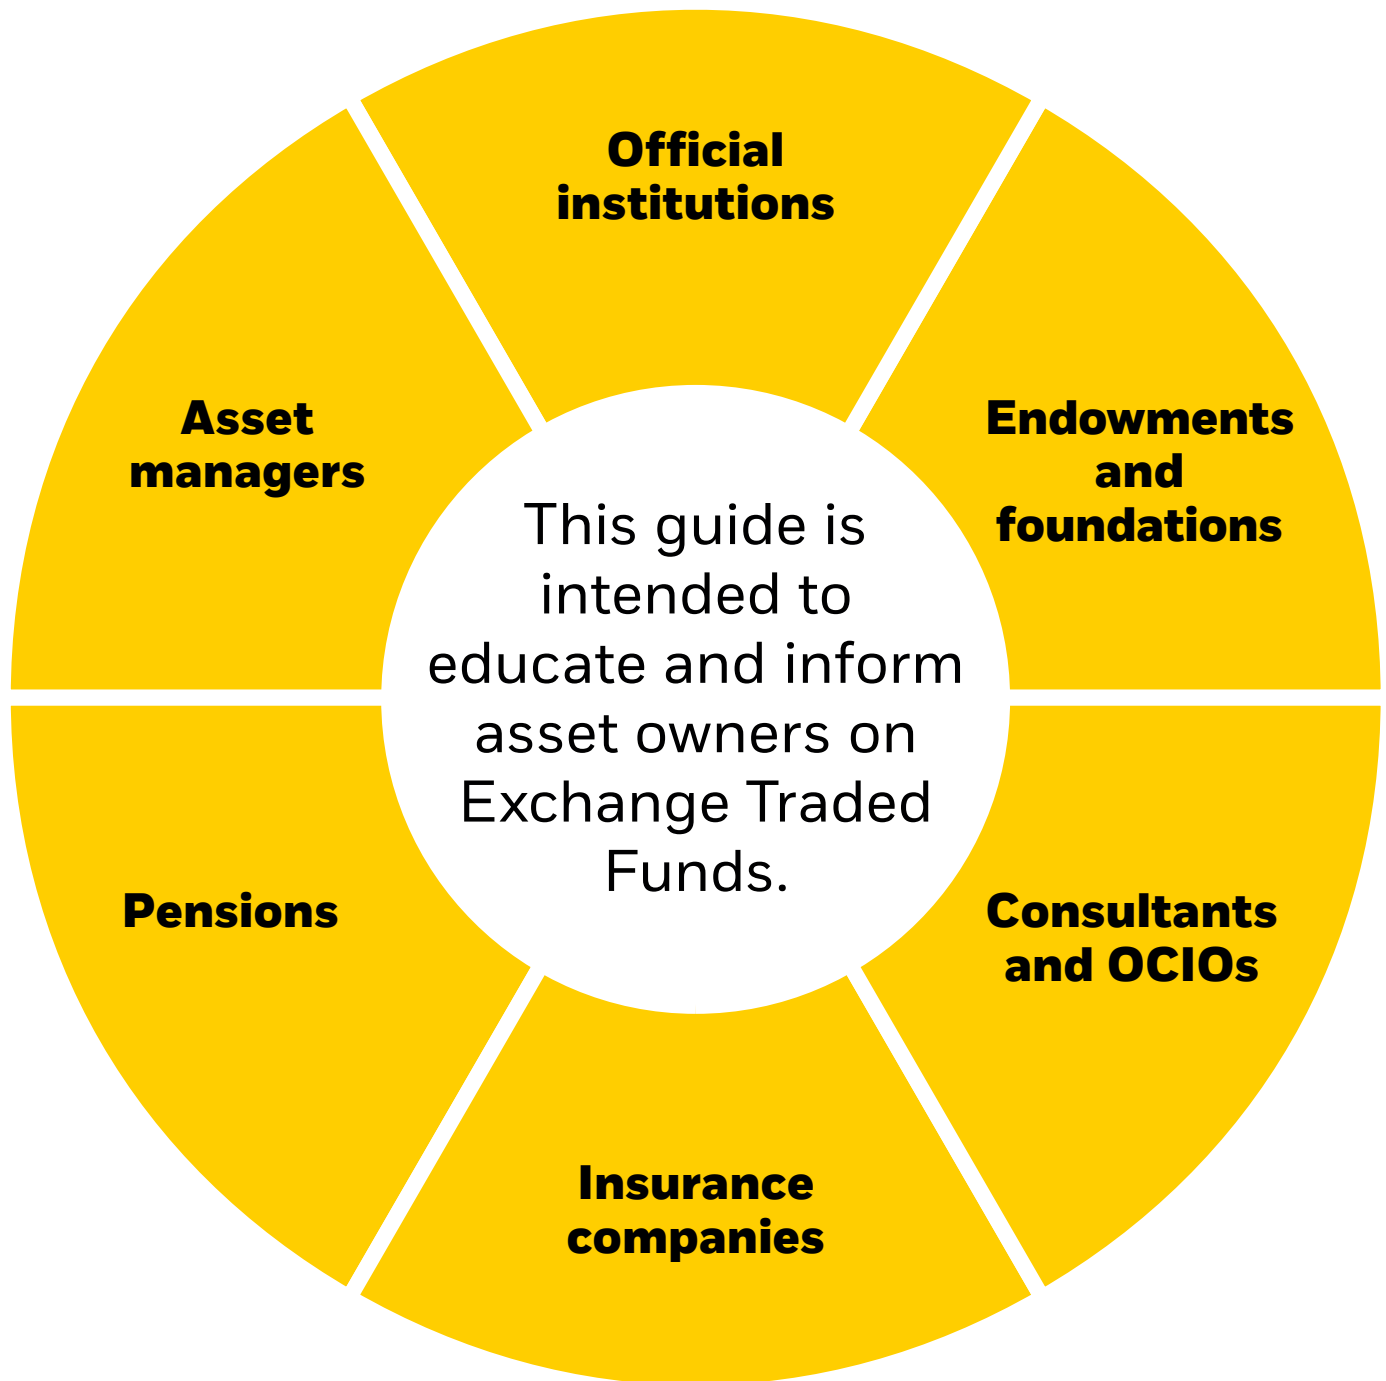 Official
institutions
Endowments
and
foundations
Consultants
and OCIOs
Insurance
companies
Pensions
Asset
managers
This guide is
intended to
educate and inform
asset owners on
Exchange Traded
Funds.